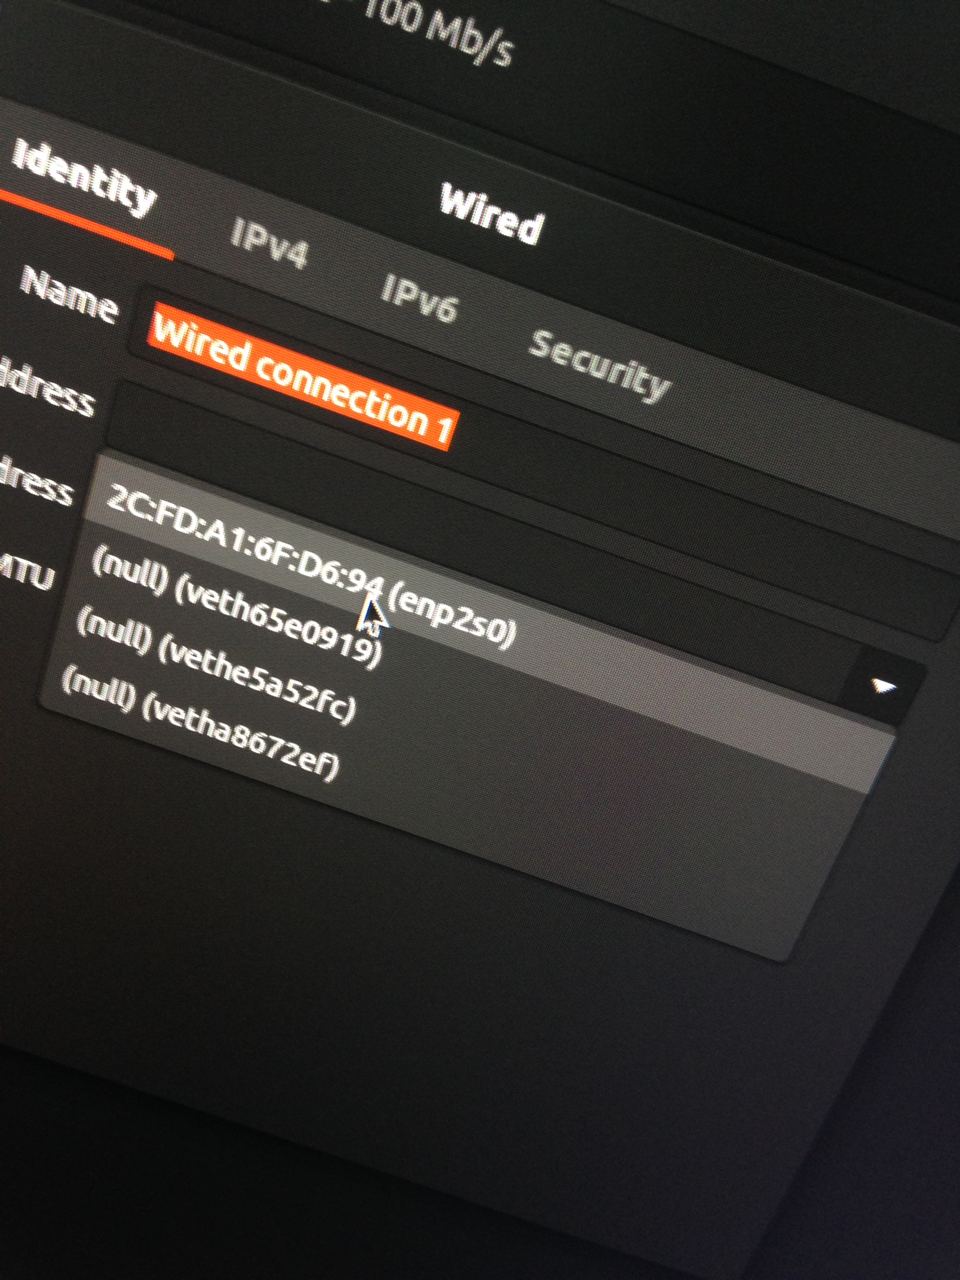 100 Mb/s
Wired
Identity
IPv4
IPv6
Security
Name
Wired connection 1
ddress
dress
2C:FD:A1:6F:D6:94 (enp2s0)
(null) (veth65e0919)
(null) (vethe5a52fc)
(null) (vetha8672ef)
MTU